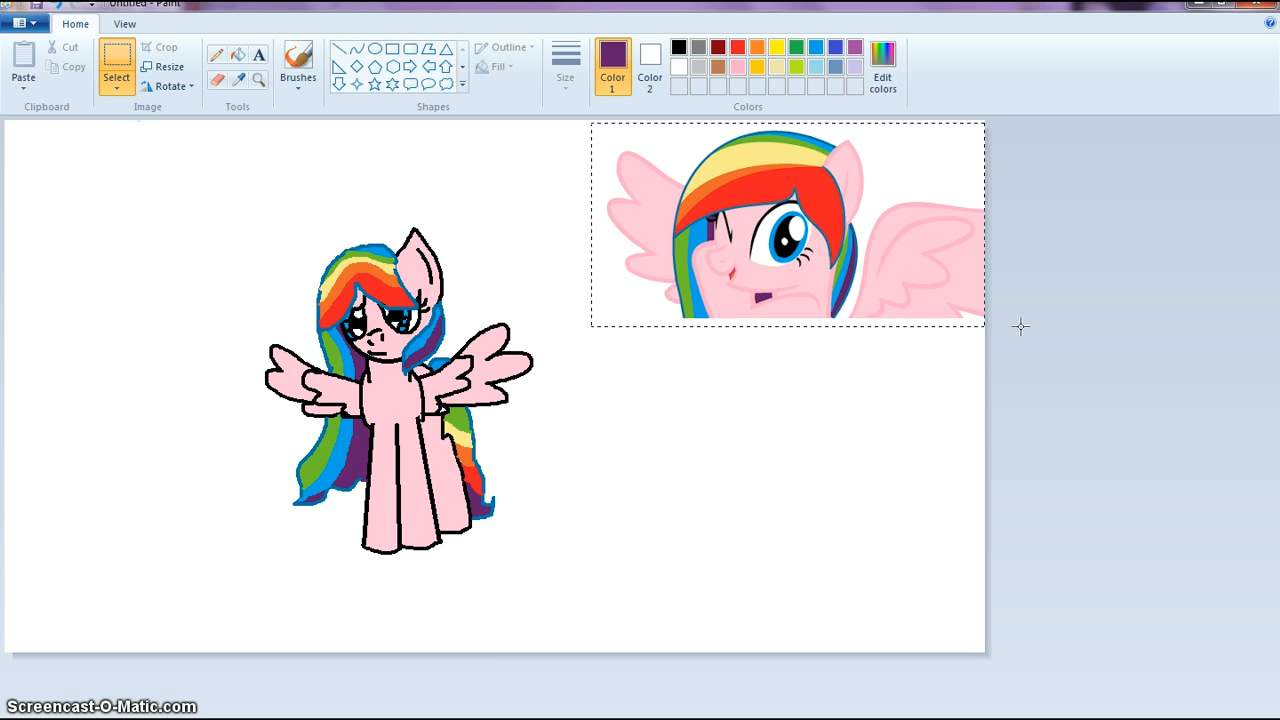 Untitled - Paint
Home View
Paste
Cut
Copy
Clipboard
Select
Crop
Resize
Rotate
Image
A
Tools
Brushes
Outline
Fill
Shapes
Size
Color 1
Color 2
Edit colors
Colors
Screencast-O-Matic.com